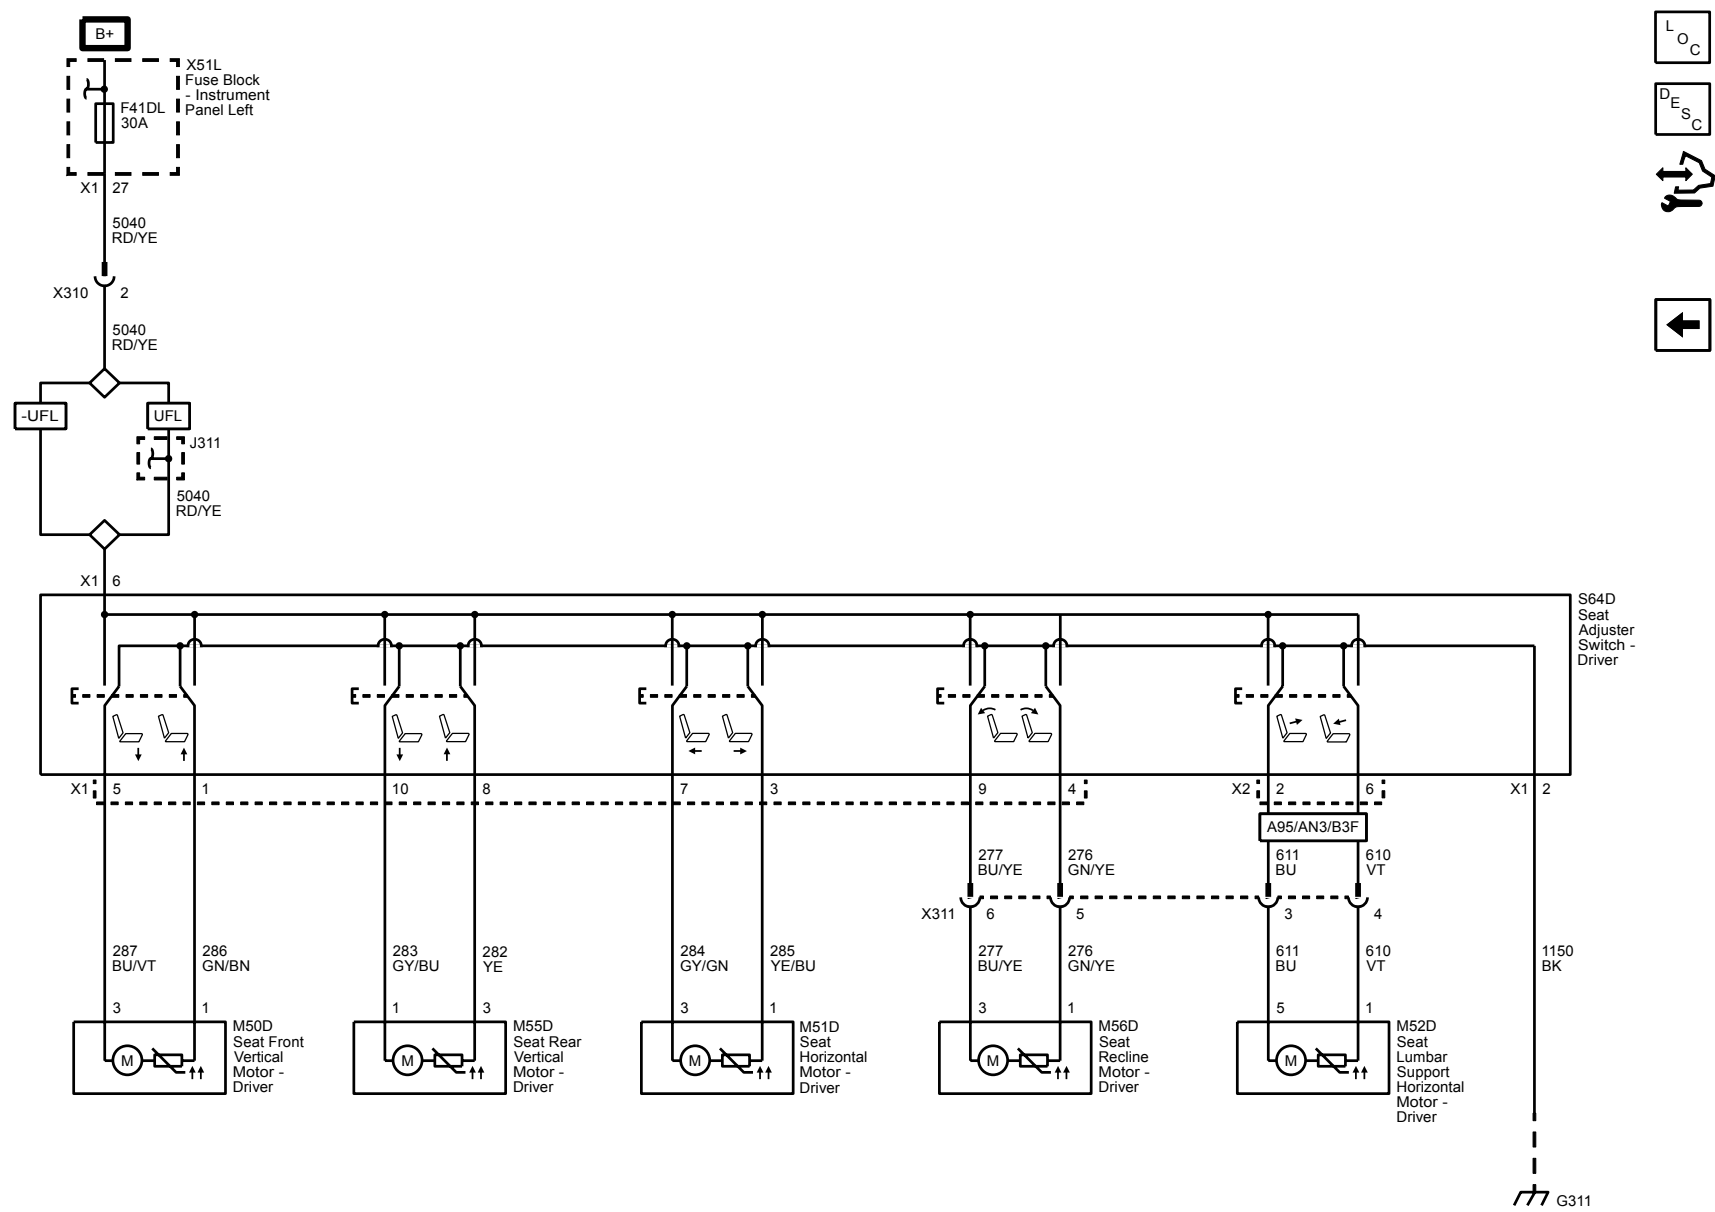 B+
X51L
Fuse Block
- Instrument
Panel Left
F41DL
30A
X1 27
5040
RD/YE
X310 2
5040
RD/YE
-UFL UFL
J311
5040
RD/YE
X1 6
S64D
Seat
Adjuster
Switch -
Driver
X1 5 1 10 8 7 3 9 4 X2 2 6 X1 2
A95/AN3/B3F
277
BU/YE
276
GN/YE
611
BU
610
VT
X311 6 5 3 4
287
BU/VT
286
GN/BN
283
GY/BU
282
YE
284
GY/GN
285
YE/BU
277
BU/YE
276
GN/YE
611
BU
610
VT
1150
BK
3 1 1 3 3 1 3 1 5 1
M
M50D
Seat Front
Vertical
Motor -
Driver
M
M55D
Seat Rear
Vertical
Motor -
Driver
M
M51D
Seat
Horizontal
Motor -
Driver
M
M56D
Seat
Recline
Motor -
Driver
M
M52D
Seat
Lumbar
Support
Horizontal
Motor -
Driver
G311
LOC
DESC